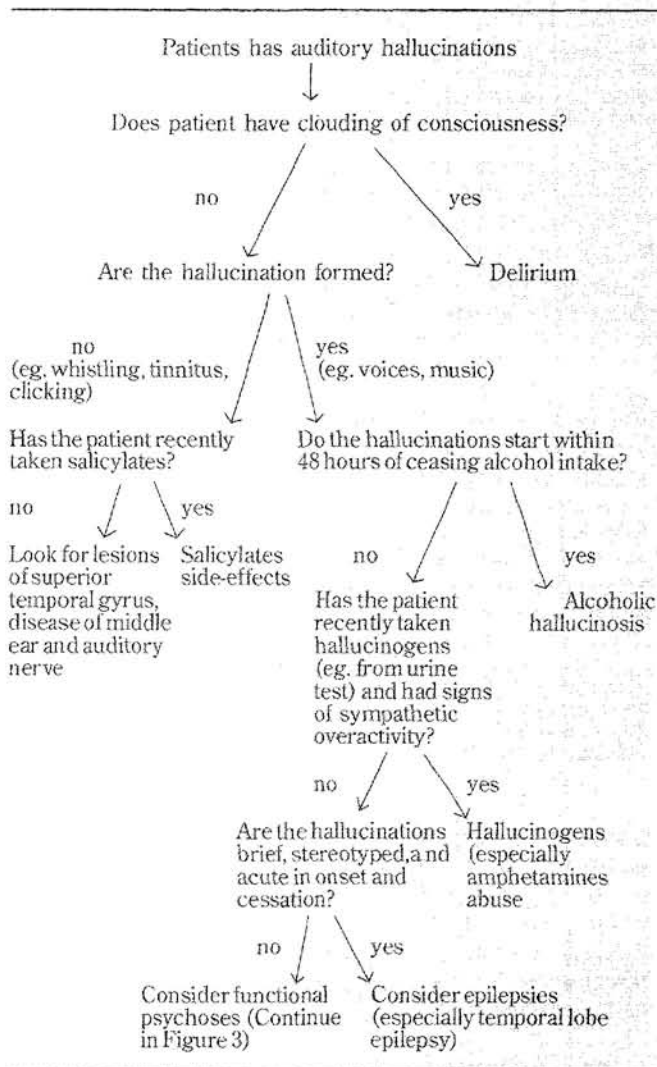 Patients has auditory hallucinations
Does patient have clouding of consciousness?
no
yes
Are the hallucination formed?
Delirium
no
(eg. whistling, tinnitus,
clicking)
yes
(eg. voices, music)
Has the patient recently
taken salicylates?
Do the hallucinations start within
48 hours of ceasing alcohol intake?
no
yes
Look for lesions
of superior
temporal gyrus,
disease of middle
ear and auditory
nerve
Salicylates
side-effects
no
yes
Has the patient
recently taken
hallucinogens
(eg. from urine
test) and had signs
of sympathetic
overactivity?
Alcoholic
hallucinosis
no
yes
Are the hallucinations
brief, stereotyped,and
acute in onset and
cessation?
Hallucinogens
(especially
amphetamines
abuse
no
yes
Consider functional
psychoses (Continue
in Figure 3)
Consider epilepsies
(especially temporal lobe
epilepsy)